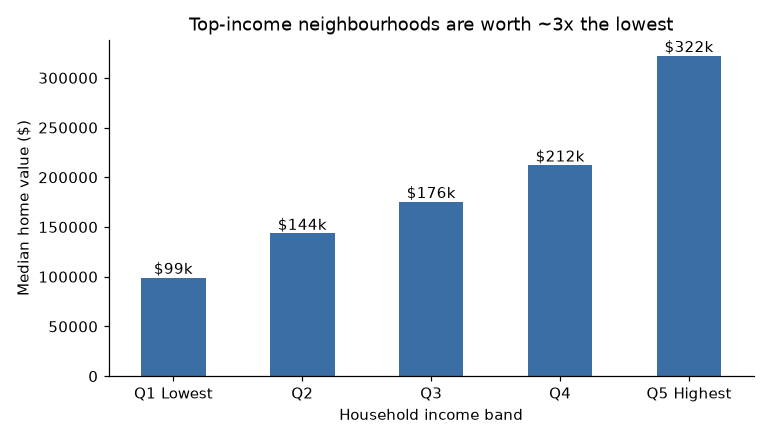 Top-income neighbourhoods are worth ~3x the lowest
Median home value ($)
300000
250000
200000
150000
100000
50000
0
$99k
$144k
$176k
$212k
$322k
Q1 Lowest
Q2
Q3
Q4
Q5 Highest
Household income band